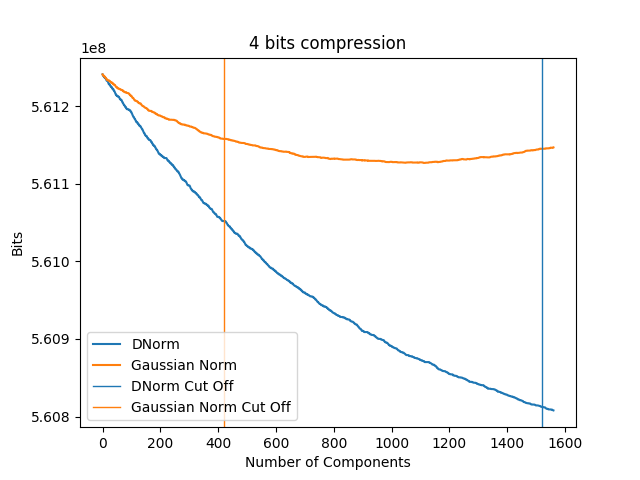 4 bits compression
1e8
5.612
5.611
5.610
5.609
5.608
Bits
DNorm
Gaussian Norm
DNorm Cut Off
Gaussian Norm Cut Off
0 200 400 600 800 1000 1200 1400 1600
Number of Components